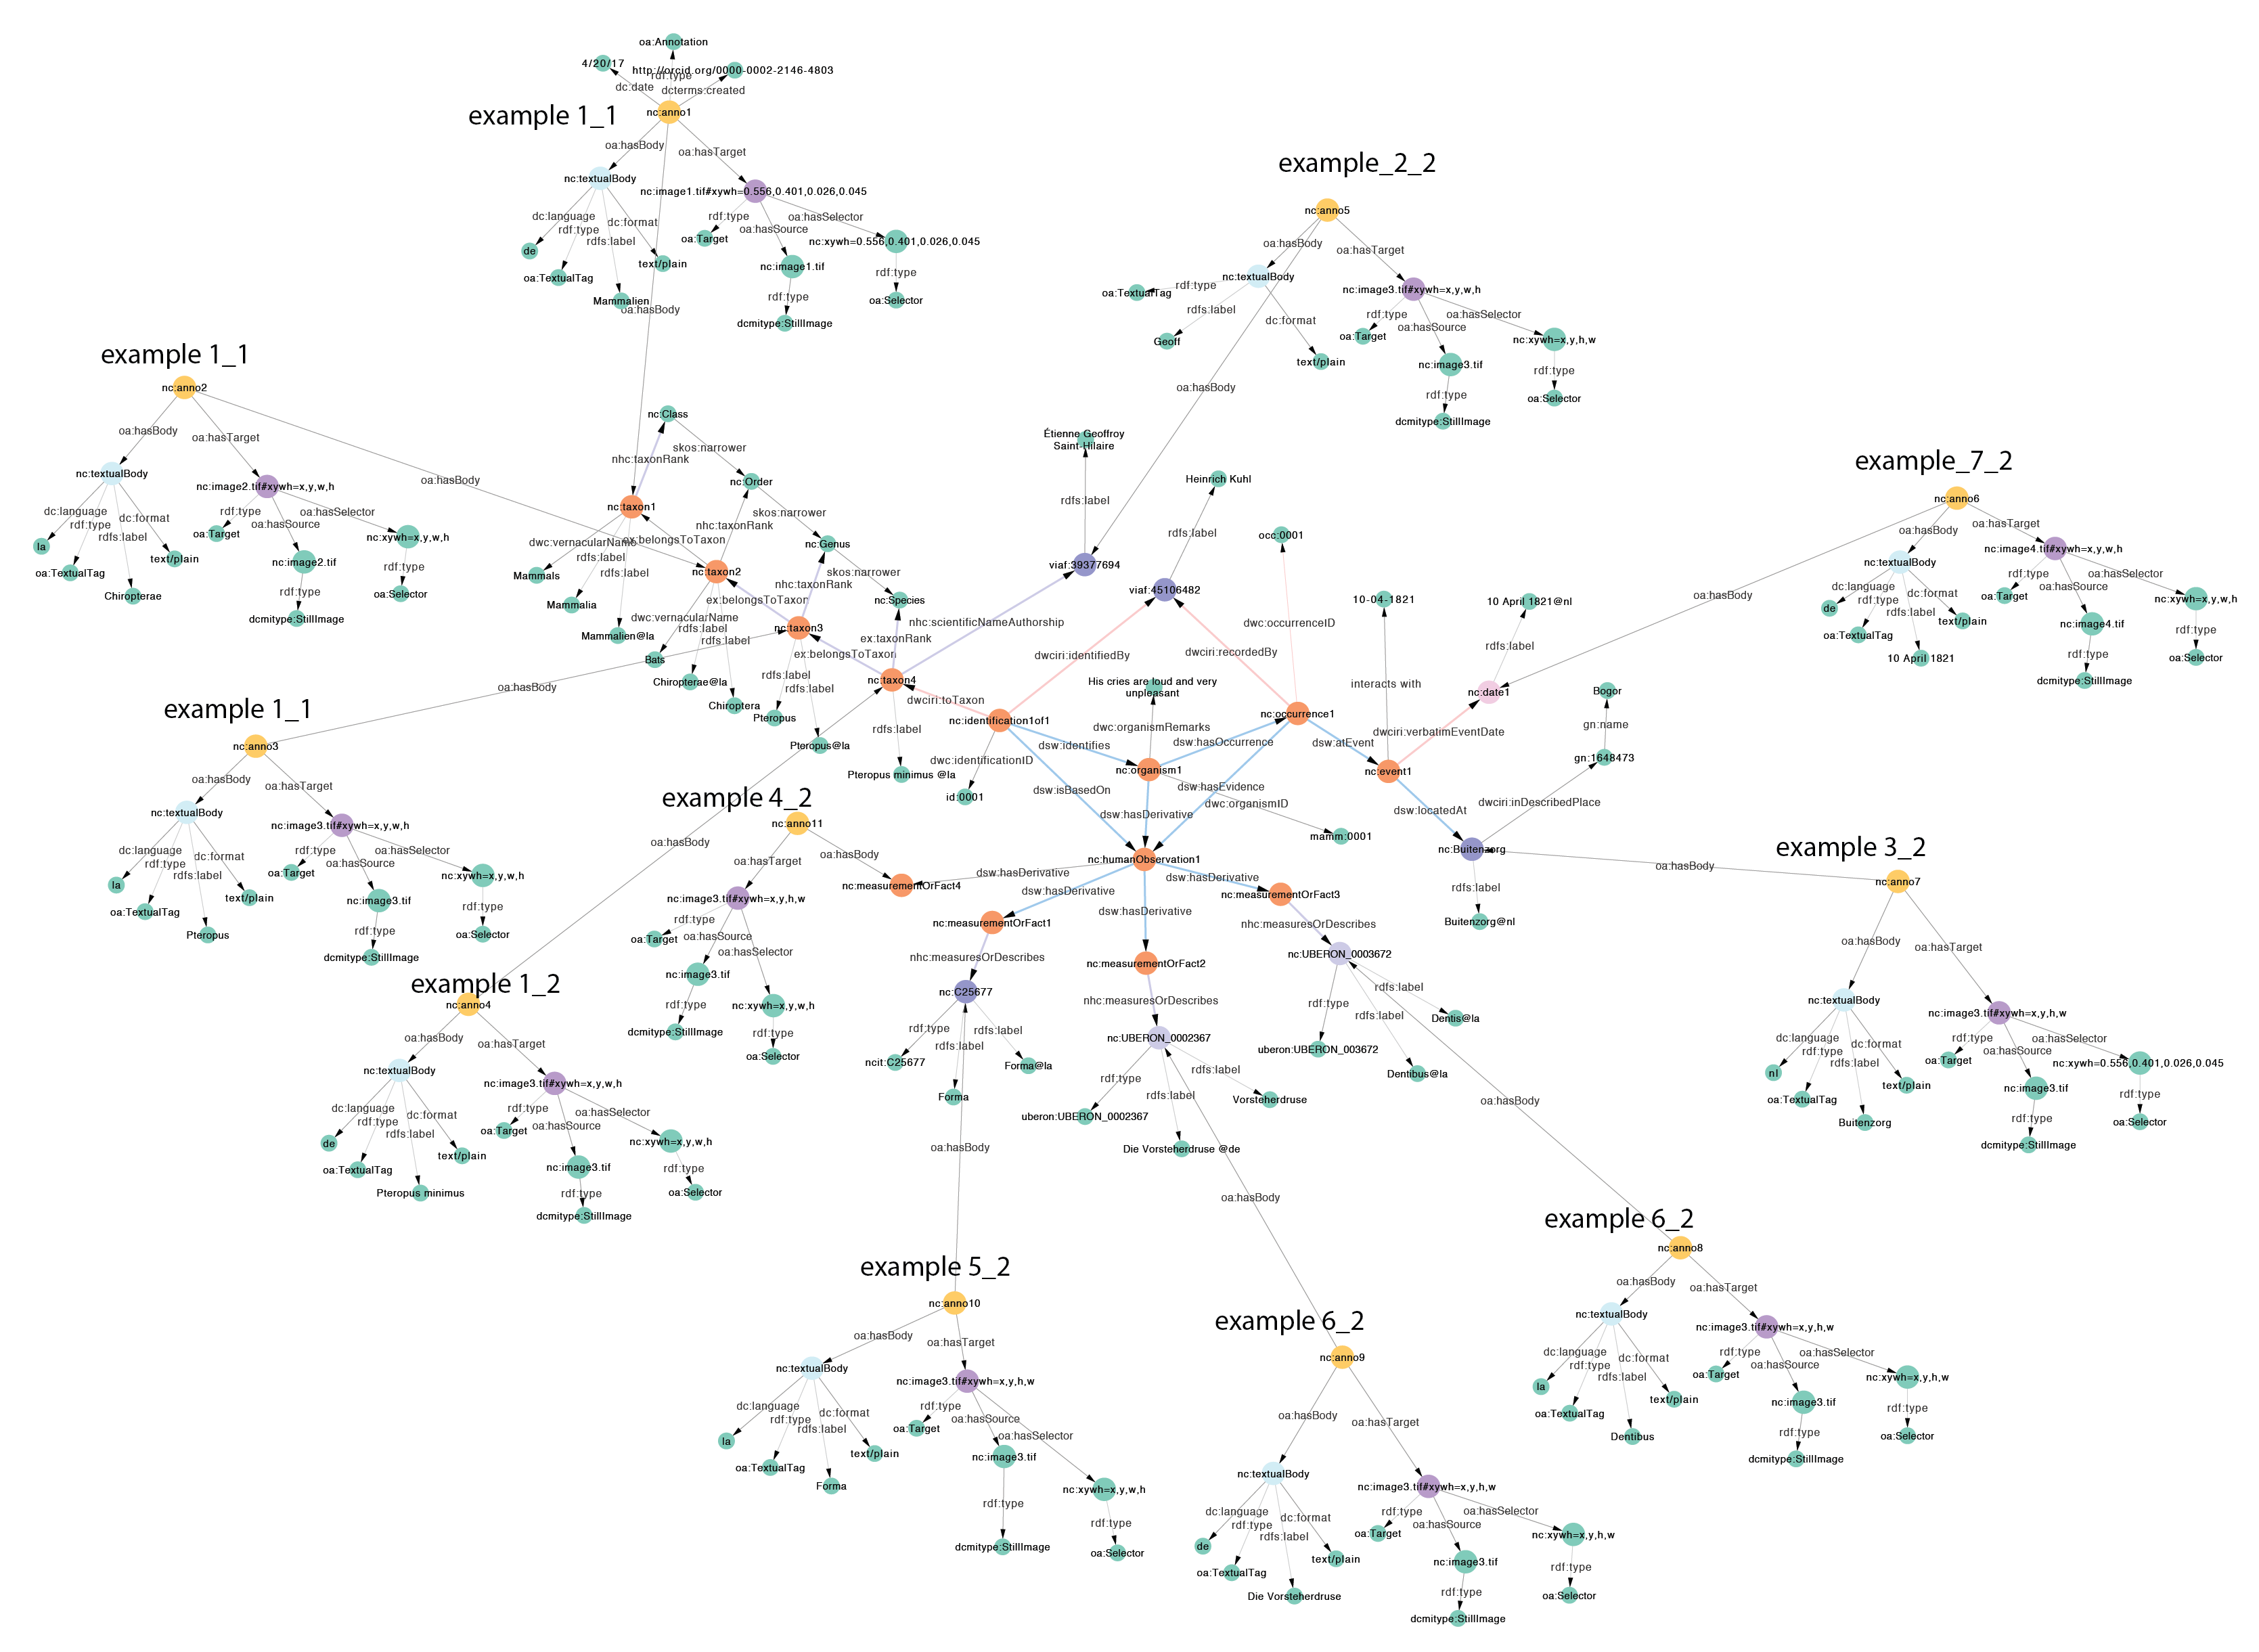 oa:Annotation
4/20/17
http://orcid.org/0000-0002-2146-4803
rdf:type
dc:date
dcterms:created
example 1_1
nc:anno1
oa:hasBody
oa:hasTarget
nc:textualBody
nc:image1.tif#xywh=0.556,0.401,0.026,0.045
dc:language
rdf:type
rdfs:label
dc:format
rdf:type
oa:hasSource
oa:hasSelector
de
oa:TextualTag
Mammalien
text/plain
oa:Target
nc:image1.tif
nc:xywh=0.556,0.401,0.026,0.045
rdf:type
rdf:type
dcmitype:StillImage
oa:Selector
oa:hasBody
example_2_2
nc:anno5
oa:hasBody
oa:hasTarget
nc:textualBody
nc:image3.tif#xywh=x,y,w,h
rdf:type
rdfs:label
dc:format
oa:TextualTag
Geoff
text/plain
rdf:type
oa:hasSource
oa:hasSelector
oa:Target
nc:image3.tif
nc:xywh=x,y,h,w
rdf:type
rdf:type
dcmitype:StillImage
oa:Selector
oa:hasBody
example 1_1
nc:anno2
oa:hasBody
oa:hasTarget
oa:hasBody
nc:textualBody
nc:image2.tif#xywh=x,y,w,h
dc:language
rdf:type
rdfs:label
dc:format
rdf:type
oa:hasSource
oa:hasSelector
la
oa:TextualTag
Chiropterae
text/plain
oa:Target
nc:image2.tif
nc:xywh=x,y,w,h
rdf:type
rdf:type
dcmitype:StillImage
oa:Selector
nc:Class
skos:narrower
nhc:taxonRank
nc:Order
nc:taxon1
skos:narrower
nhc:taxonRank
dwc:vernacularName
ex:belongsToTaxon
nc:Genus
rdfs:label
rdfs:label
Mammals
Mammalia
Mammalien@la
nc:taxon2
skos:narrower
nhc:taxonRank
ex:belongsToTaxon
nc:Species
dwc:vernacularName
rdfs:label
rdfs:label
nc:taxon3
ex:taxonRank
ex:belongsToTaxon
Bats
Chiropterae@la
Chiroptera
rdfs:label
rdfs:label
Pteropus
Pteropus@la
nc:taxon4
rdfs:label
Pteropus minimus @la
nhc:scientificNameAuthorship
Étienne Geoffroy
Saint-Hilaire
rdfs:label
viaf:39377694
Heinrich Kuhl
rdfs:label
viaf:45106482
occ:0001
dwc:occurrenceID
dwciri:identifiedBy
dwciri:recordedBy
His cries are loud and very
unpleasant
dwciri:toTaxon
nc:identification1of1
dwc:organismRemarks
nc:occurrence1
dsw:identifies
dsw:hasOccurrence
dsw:atEvent
dwc:identificationID
id:0001
nc:organism1
dsw:isBasedOn
dsw:hasEvidence
dwc:organismID
dsw:hasDerivative
mamm:0001
10-04-1821
interacts with
10 April 1821@nl
rdfs:label
nc:date1
dwciri:verbatimEventDate
nc:event1
Bogor
gn:name
gn:1648473
dwciri:inDescribedPlace
dsw:locatedAt
nc:Buitenzorg
rdfs:label
Buitenzorg@nl
example_7_2
nc:anno6
oa:hasBody
oa:hasBody
oa:hasTarget
nc:textualBody
nc:image4.tif#xywh=x,y,w,h
dc:language
rdf:type
rdfs:label
dc:format
rdf:type
oa:hasSource
oa:hasSelector
de
oa:TextualTag
10 April 1821
text/plain
oa:Target
nc:image4.tif
nc:xywh=x,y,w,h
rdf:type
rdf:type
dcmitype:StillImage
oa:Selector
example 1_1
nc:anno3
oa:hasBody
oa:hasBody
oa:hasTarget
nc:textualBody
nc:image3.tif#xywh=x,y,w,h
dc:language
rdf:type
rdfs:label
dc:format
rdf:type
oa:hasSource
oa:hasSelector
la
oa:TextualTag
Pteropus
text/plain
oa:Target
nc:image3.tif
nc:xywh=x,y,w,h
rdf:type
rdf:type
dcmitype:StillImage
oa:Selector
example 4_2
nc:anno11
oa:hasTarget
oa:hasBody
nc:image3.tif#xywh=x,y,h,w
nc:measurementOrFact4
rdf:type
oa:hasSource
oa:hasSelector
oa:Target
nc:image3.tif
nc:xywh=x,y,w,h
rdf:type
rdf:type
dcmitype:StillImage
oa:Selector
nc:humanObservation1
dsw:hasDerivative
dsw:hasDerivative
dsw:hasDerivative
dsw:hasDerivative
nc:measurementOrFact1
nc:measurementOrFact2
nc:measurementOrFact3
nhc:measuresOrDescribes
nhc:measuresOrDescribes
nhc:measuresOrDescribes
nc:C25677
rdf:type
rdfs:label
rdfs:label
ncit:C25677
Forma
Forma@la
nc:UBERON_0002367
rdf:type
rdfs:label
rdfs:label
uberon:UBERON_0002367
Die Vorsteherdruse @de
Vorsteherdruse
nc:UBERON_0003672
rdf:type
rdfs:label
rdfs:label
uberon:UBERON_003672
Dentibus@la
Dentis@la
example 3_2
nc:anno7
oa:hasBody
oa:hasBody
oa:hasTarget
nc:textualBody
nc:image3.tif#xywh=x,y,h,w
dc:language
rdf:type
rdfs:label
dc:format
rdf:type
oa:hasSource
oa:hasSelector
nl
oa:TextualTag
Buitenzorg
text/plain
oa:Target
nc:image3.tif
nc:xywh=0.556,0.401,0.026,0.045
rdf:type
rdf:type
dcmitype:StillImage
oa:Selector
example 1_2
nc:anno4
oa:hasBody
oa:hasBody
oa:hasTarget
nc:textualBody
nc:image3.tif#xywh=x,y,w,h
dc:language
rdf:type
rdfs:label
dc:format
rdf:type
oa:hasSource
oa:hasSelector
de
oa:TextualTag
Pteropus minimus
text/plain
oa:Target
nc:image3.tif
nc:xywh=x,y,w,h
rdf:type
rdf:type
dcmitype:StillImage
oa:Selector
example 5_2
nc:anno10
oa:hasBody
oa:hasBody
oa:hasTarget
nc:textualBody
nc:image3.tif#xywh=x,y,h,w
dc:language
rdf:type
rdfs:label
dc:format
rdf:type
oa:hasSource
oa:hasSelector
la
oa:TextualTag
Forma
text/plain
oa:Target
nc:image3.tif
nc:xywh=x,y,w,h
rdf:type
rdf:type
dcmitype:StillImage
oa:Selector
example 6_2
nc:anno9
oa:hasBody
oa:hasBody
oa:hasTarget
nc:textualBody
nc:image3.tif#xywh=x,y,h,w
dc:language
rdf:type
rdfs:label
dc:format
rdf:type
oa:hasSource
oa:hasSelector
de
oa:TextualTag
Die Vorsteherdruse
text/plain
oa:Target
nc:image3.tif
nc:xywh=x,y,h,w
rdf:type
rdf:type
dcmitype:StillImage
oa:Selector
example 6_2
nc:anno8
oa:hasBody
oa:hasBody
oa:hasTarget
nc:textualBody
nc:image3.tif#xywh=x,y,h,w
dc:language
rdf:type
rdfs:label
dc:format
rdf:type
oa:hasSource
oa:hasSelector
la
oa:TextualTag
Dentibus
text/plain
oa:Target
nc:image3.tif
nc:xywh=x,y,h,w
rdf:type
rdf:type
dcmitype:StillImage
oa:Selector